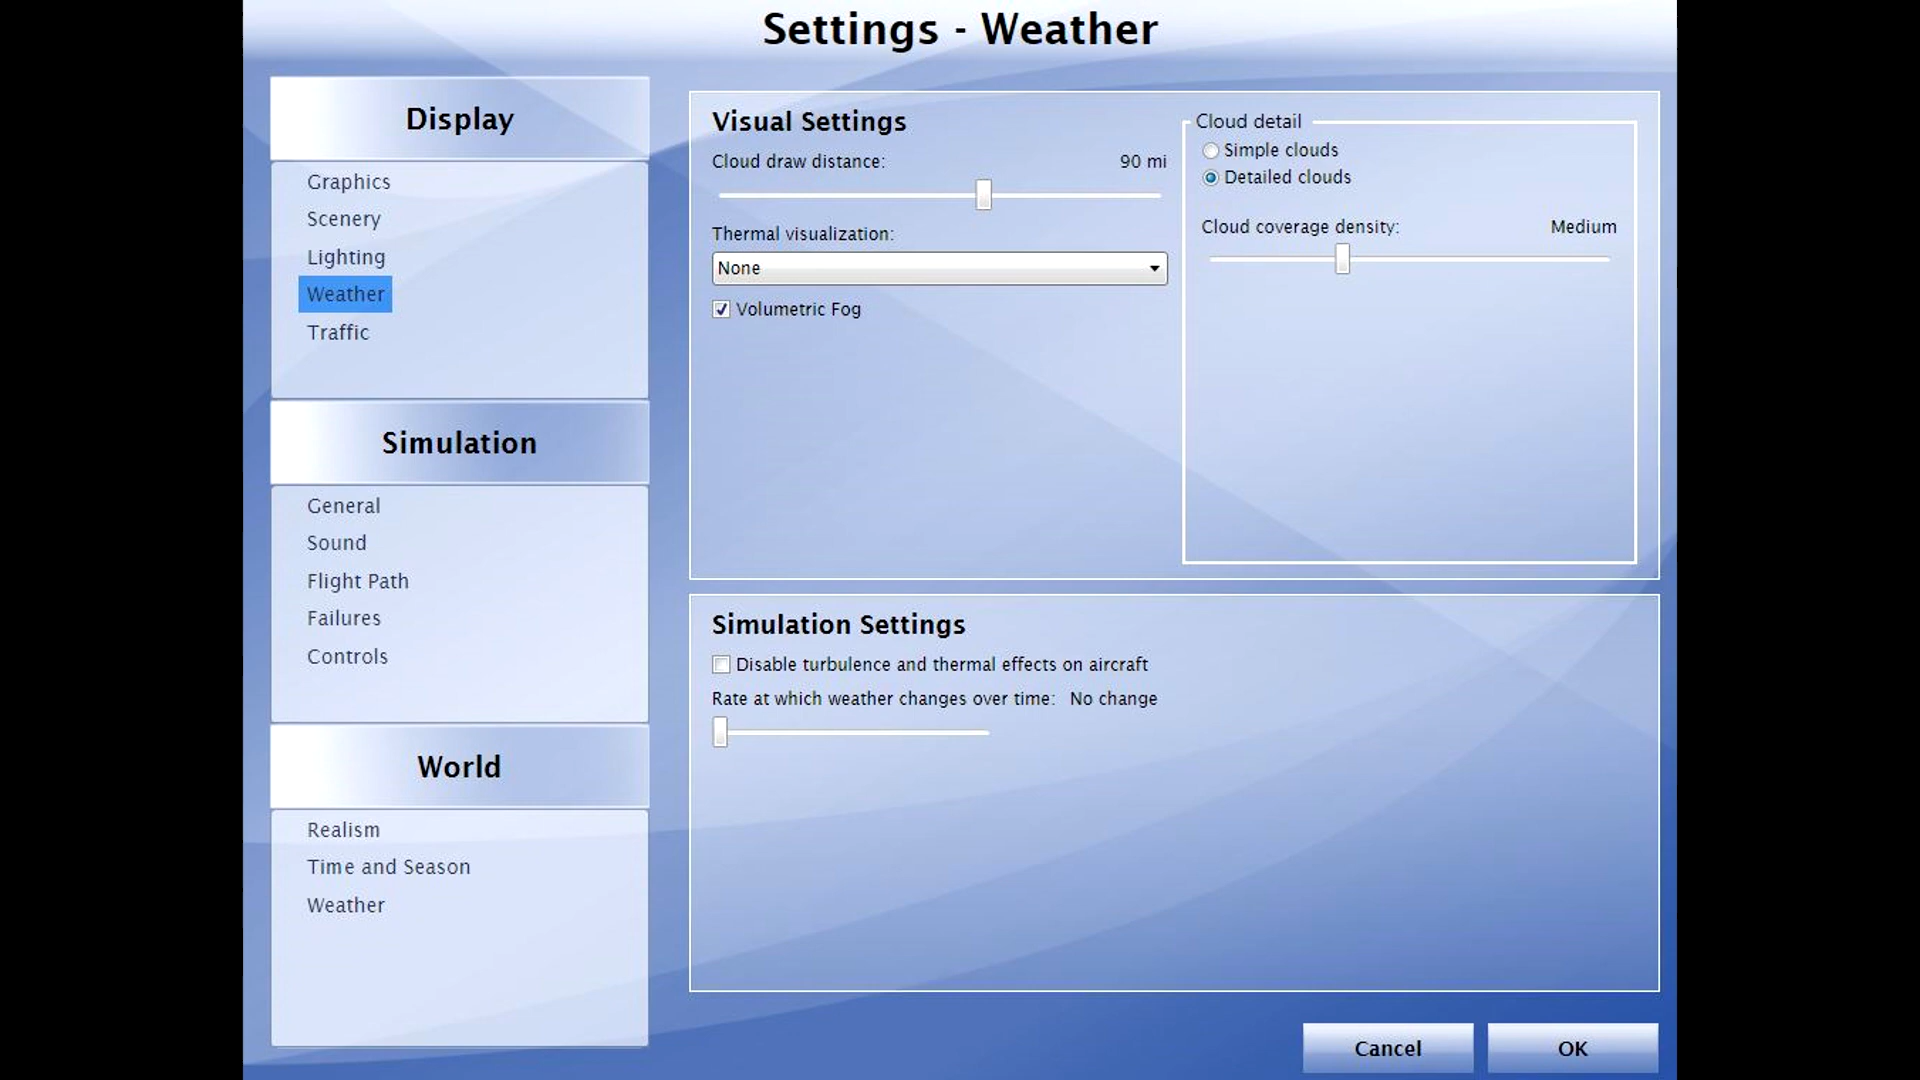 Settings - Weather
Display
Graphics
Scenery
Lighting
Weather
Traffic
Simulation
General
Sound
Flight Path
Failures
Controls
World
Realism
Time and Season
Weather
Visual Settings
Cloud draw distance: 90 mi
Thermal visualization:
None
Volumetric Fog
Cloud detail
Simple clouds
Detailed clouds
Cloud coverage density: Medium
Simulation Settings
Disable turbulence and thermal effects on aircraft
Rate at which weather changes over time: No change
Cancel OK